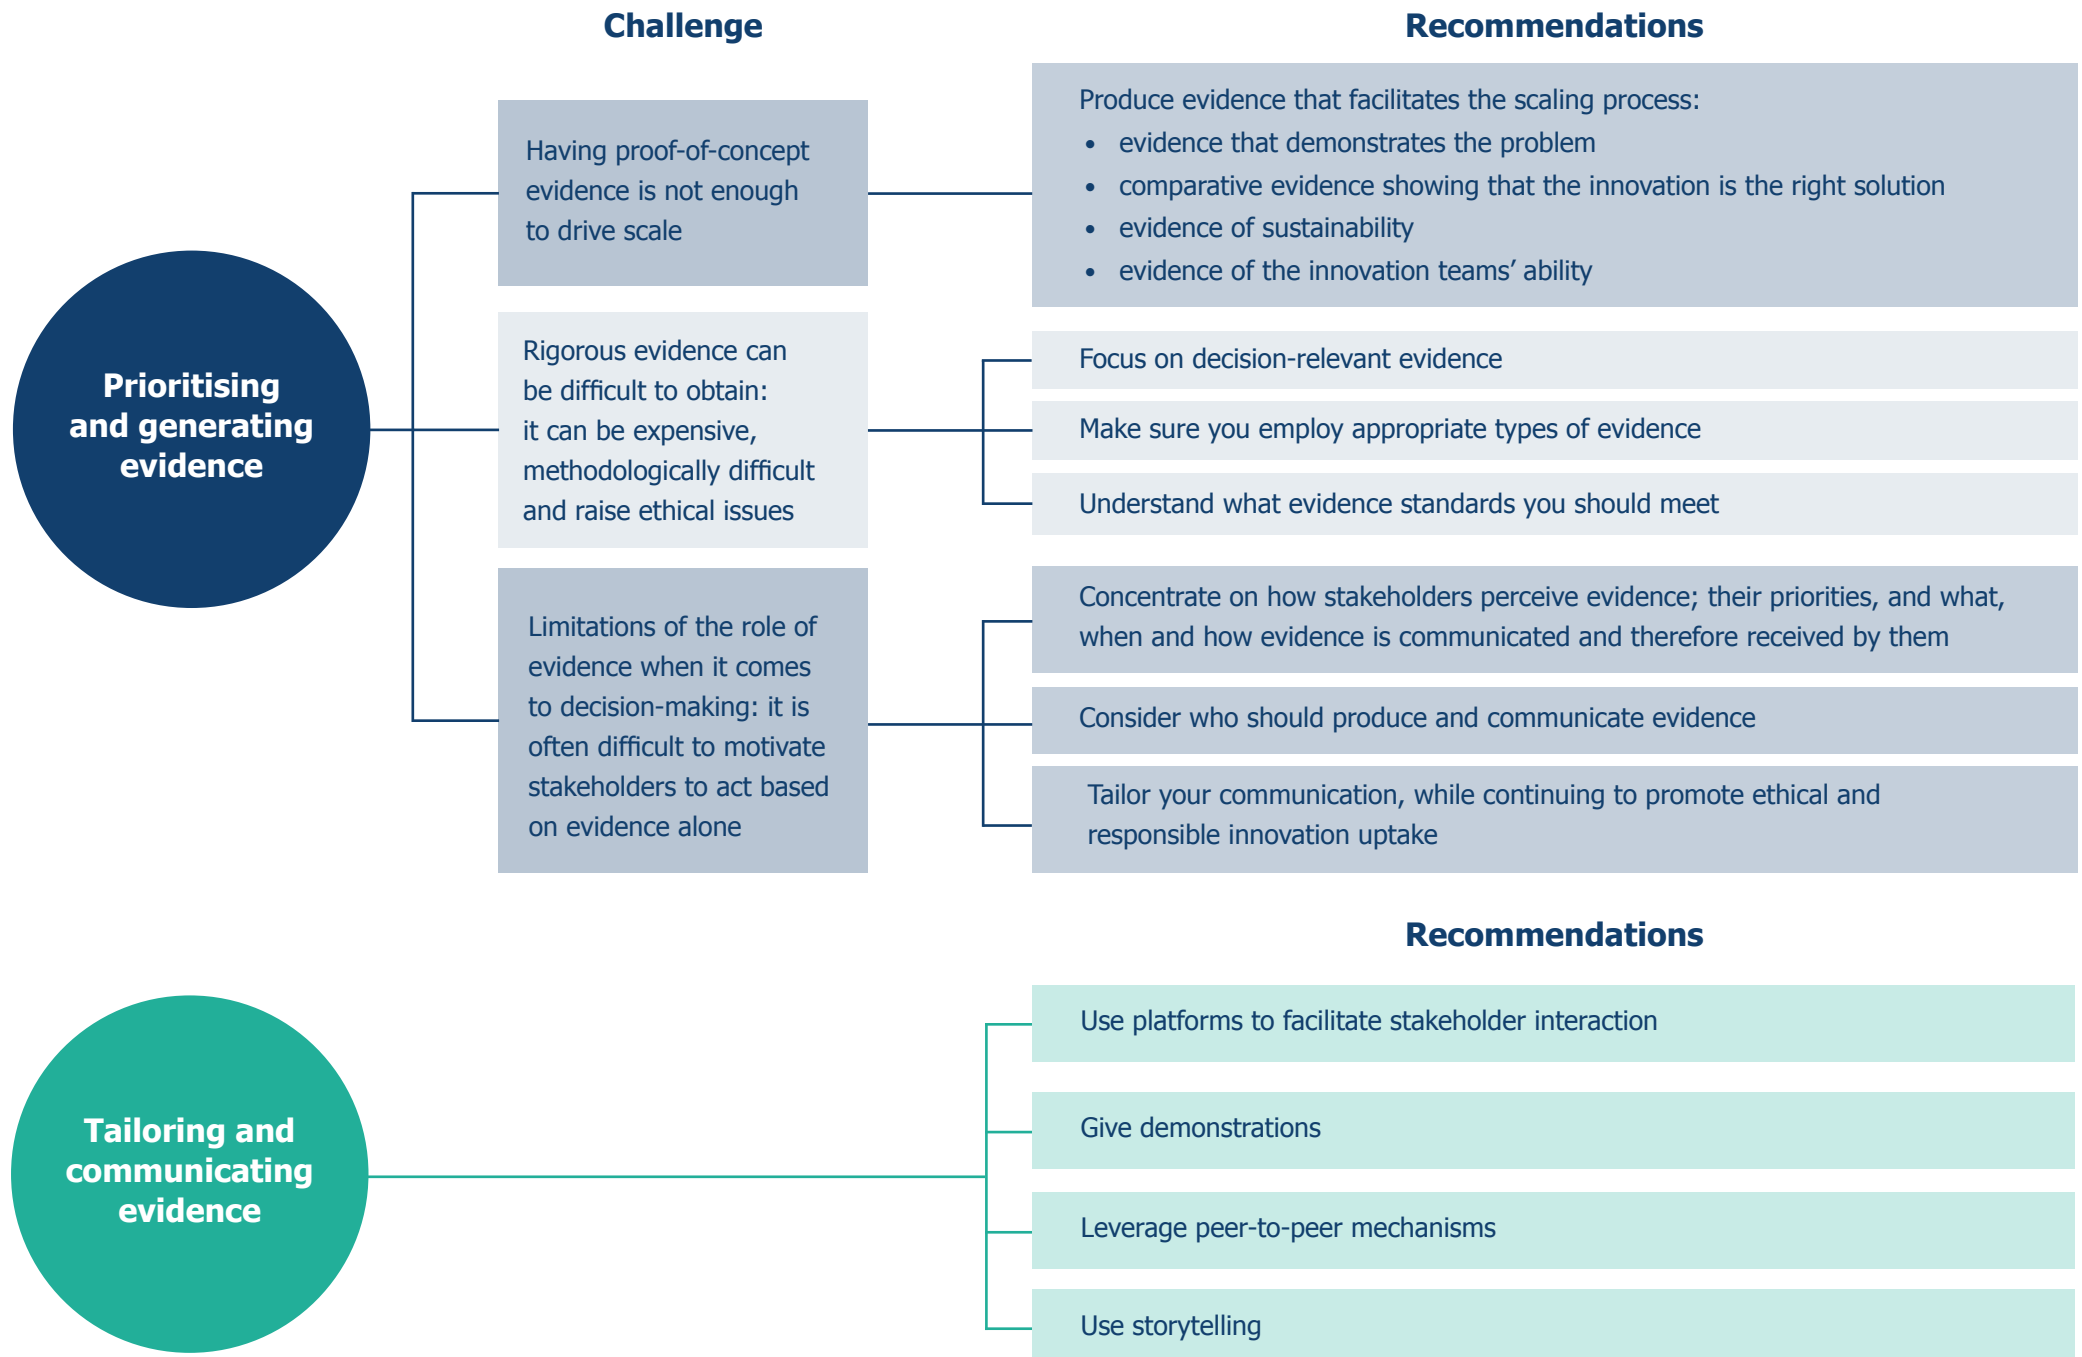 Challenge
Recommendations
Prioritising
and generating
evidence
Having proof-of-concept
evidence is not enough
to drive scale
Produce evidence that facilitates the scaling process:
• evidence that demonstrates the problem
• comparative evidence showing that the innovation is the right solution
• evidence of sustainability
• evidence of the innovation teams’ ability
Rigorous evidence can
be difficult to obtain:
it can be expensive,
methodologically difficult
and raise ethical issues
Focus on decision-relevant evidence
Make sure you employ appropriate types of evidence
Understand what evidence standards you should meet
Limitations of the role of
evidence when it comes
to decision-making: it is
often difficult to motivate
stakeholders to act based
on evidence alone
Concentrate on how stakeholders perceive evidence; their priorities, and what,
when and how evidence is communicated and therefore received by them
Consider who should produce and communicate evidence
Tailor your communication, while continuing to promote ethical and
responsible innovation uptake
Recommendations
Tailoring and
communicating
evidence
Use platforms to facilitate stakeholder interaction
Give demonstrations
Leverage peer-to-peer mechanisms
Use storytelling